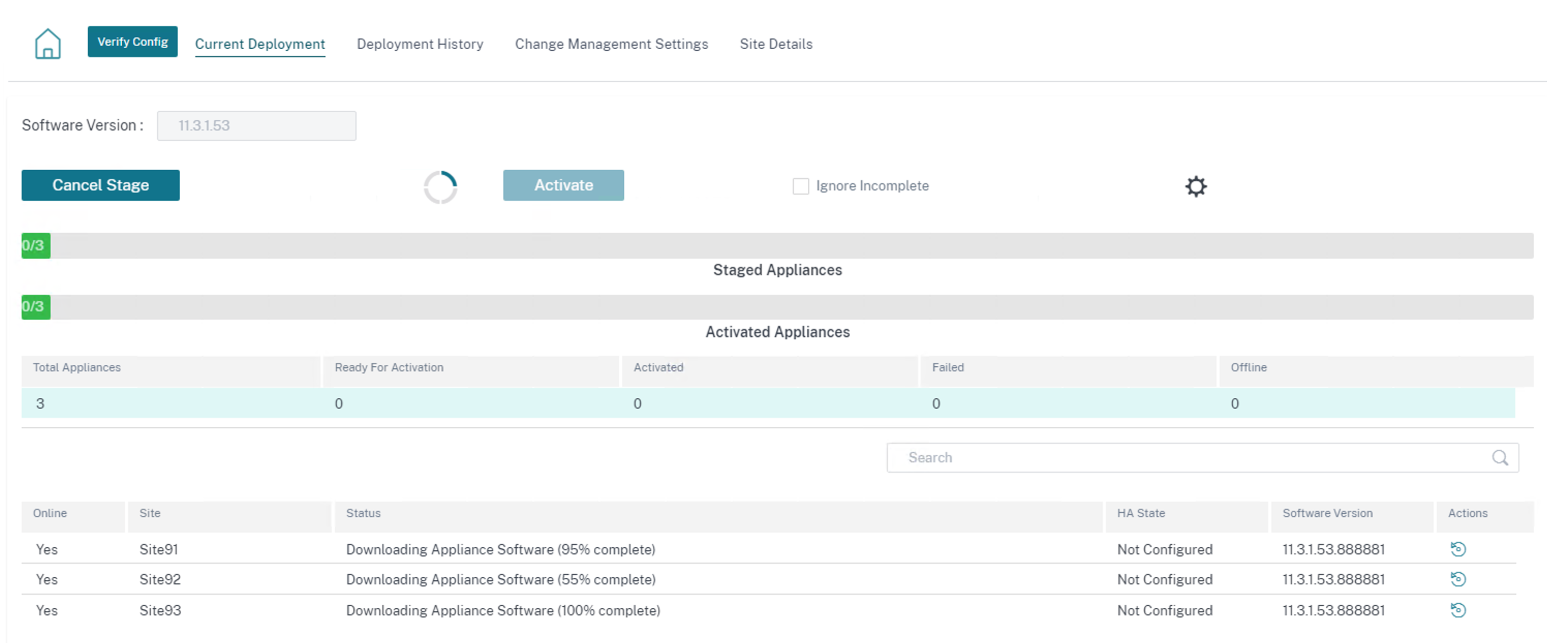 Verify Config Current Deployment Deployment History Change Management Settings Site Details
Software Version : 11.3.1.53
Cancel Stage Activate Ignore Incomplete
0/3
Staged Appliances
0/3
Activated Appliances
Total Appliances Ready For Activation Activated Failed Offline
3 0 0 0 0
Search
Online Site Status HA State Software Version Actions
Yes Site91 Downloading Appliance Software (95% complete) Not Configured 11.3.1.53.888881
Yes Site92 Downloading Appliance Software (55% complete) Not Configured 11.3.1.53.888881
Yes Site93 Downloading Appliance Software (100% complete) Not Configured 11.3.1.53.888881